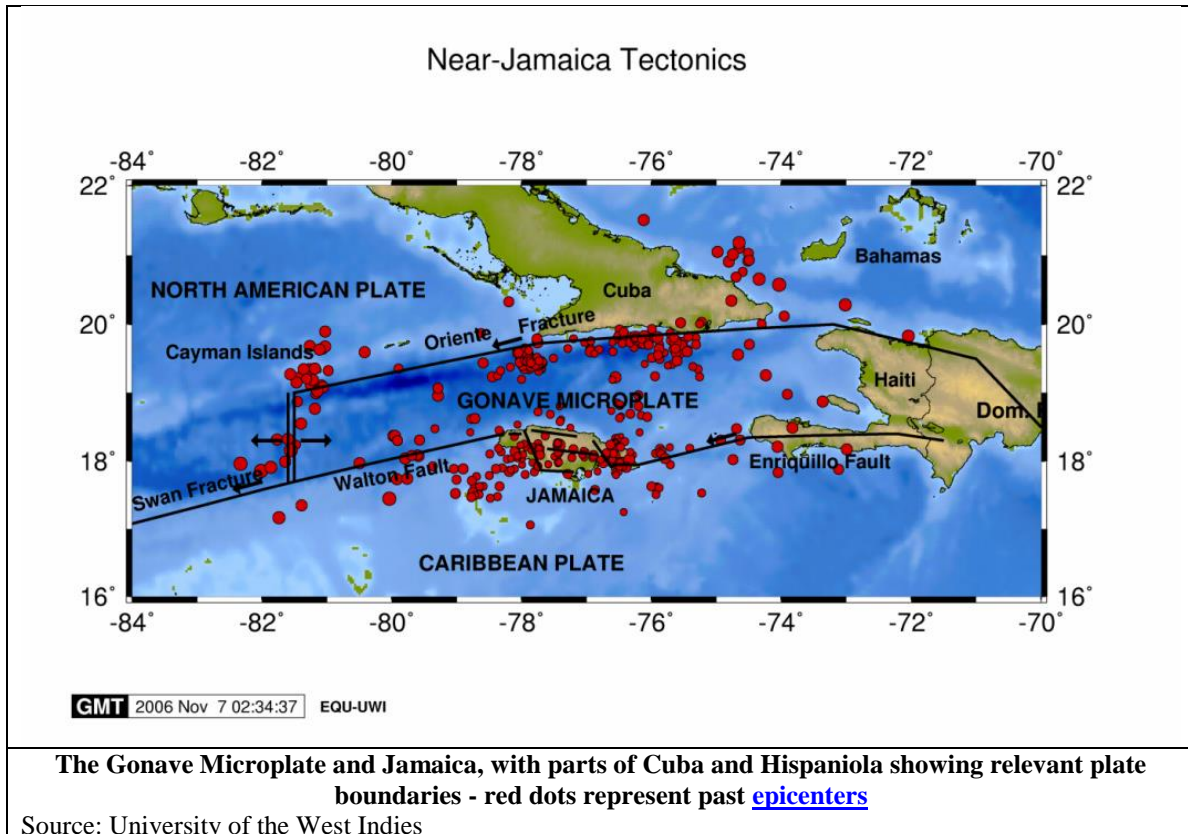 Near-Jamaica Tectonics
-84˚ -82˚ -80˚ -78˚ -76˚ -74˚ -72˚ -70˚
22˚ 22˚
Bahamas
Cuba
NORTH AMERICAN PLATE
20˚ 20˚
Oriente Fracture
Cayman Islands
Haiti
GONAVE MICROPLATE
Dom.
18˚ 18˚
Enriqüillo Fault
Walton Fault
Swan Fracture
JAMAICA
CARIBBEAN PLATE
16˚ 16˚
-84˚ -82˚ -80˚ -78˚ -76˚ -74˚ -72˚ -70˚
GMT 2006 Nov 7 02:34:37 EQU-UWI
The Gonave Microplate and Jamaica, with parts of Cuba and Hispaniola showing relevant plate
boundaries - red dots represent past epicenters
Source: University of the West Indies